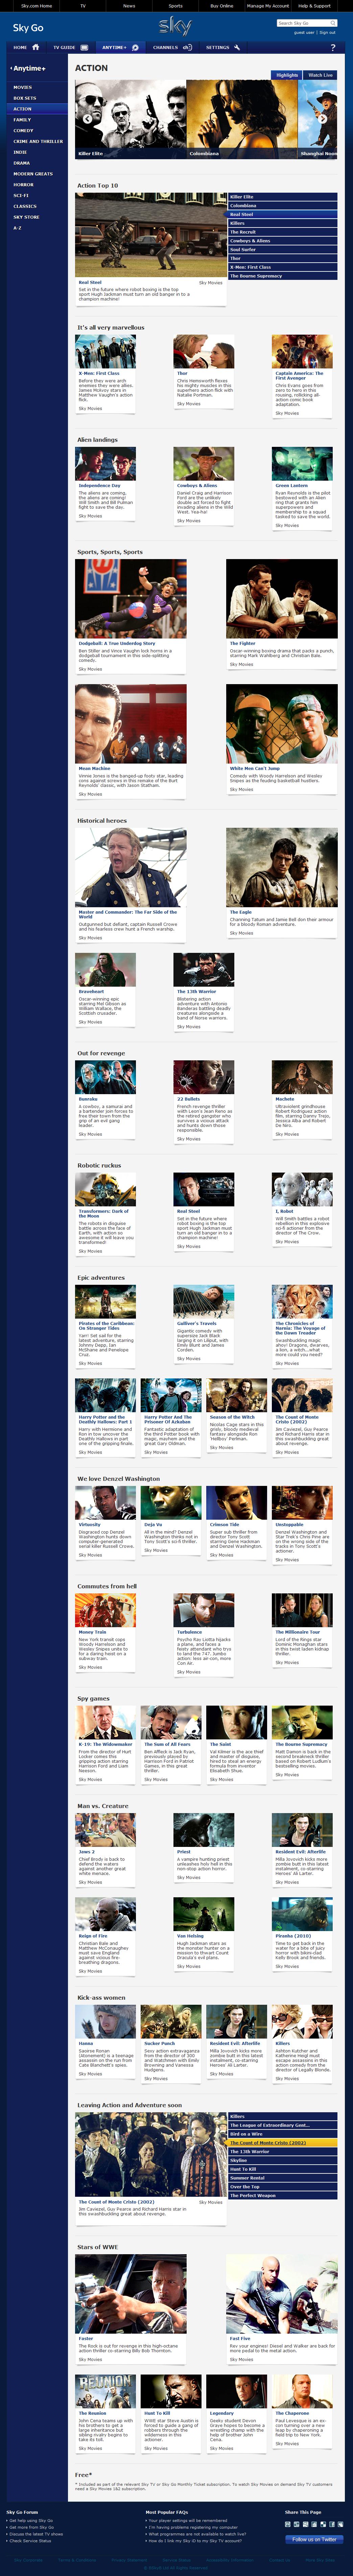 Sky.com Home
TV
News
Sports
Buy Online
Manage My Account
Help & Support
Sky Go
sky
Search Sky Go
guest user | Sign out
HOME
TV GUIDE
ANYTIME+
CHANNELS
SETTINGS
?
Anytime+
MOVIES
BOX SETS
ACTION
FAMILY
COMEDY
CRIME AND THRILLER
INDIE
DRAMA
MODERN GREATS
HORROR
SCI-FI
CLASSICS
SKY STORE
A-Z
ACTION
Highlights
Watch Live
Killer Elite
Colombiana
Shanghai Noon
Action Top 10
Killer Elite
Colombiana
Real Steel
Killers
The Recruit
Cowboys & Aliens
Soul Surfer
Thor
X-Men: First Class
The Bourne Supremacy
Real Steel
Sky Movies
Set in the future where robot boxing is the top
sport Hugh Jackman must turn an old banger in to a
champion machine!
It's all very marvellous
X-Men: First Class
Before they were arch
enemies they were allies.
James McAvoy stars in
Matthew Vaughn's action
flick.
Sky Movies
Thor
Chris Hemsworth flexes
his mighty muscles in this
superhero action flick with
Natalie Portman.
Sky Movies
Captain America: The
First Avenger
Chris Evans goes from
zero to hero in this
rousing, rollicking all-
action comic book
adaptation.
Sky Movies
Alien landings
Independence Day
The aliens are coming,
the aliens are coming!
Will Smith and Bill Pullman
fight to save the day.
Sky Movies
Cowboys & Aliens
Daniel Craig and Harrison
Ford are the unlikely
double act forced to fight
invading aliens in the Wild
West. Yea-ha!
Sky Movies
Green Lantern
Ryan Reynolds is the pilot
bestowed with an Alien
ring that grants him
superpowers and
membership to a squad
tasked to save the world.
Sky Movies
Sports, Sports, Sports
Dodgeball: A True Underdog Story
Ben Stiller and Vince Vaughn lock horns in a
dodgeball tournament in this side-splitting
comedy.
Sky Movies
The Fighter
Oscar-winning boxing drama that packs a punch,
starring Mark Wahlberg and Christian Bale.
Sky Movies
Mean Machine
Vinnie Jones is the banged-up footy star, leading
cons against screws in this remake of the Burt
Reynolds' classic, with Jason Statham.
Sky Movies
White Men Can't Jump
Comedy with Woody Harrelson and Wesley
Snipes as the feuding basketball hustlers.
Sky Movies
Historical heroes
Master and Commander: The Far Side of the
World
Outgunned but defiant, captain Russell Crowe
and his fearless crew hunt a French warship.
Sky Movies
The Eagle
Channing Tatum and Jamie Bell don their armour
for a bloody Roman adventure.
Sky Movies
Braveheart
Oscar-winning epic
starring Mel Gibson as
William Wallace, the
Scottish crusader.
Sky Movies
The 13th Warrior
Blistering action
adventure with Antonio
Banderas battling deadly
creatures alongside a
band of Norse warriors.
Sky Movies
Out for revenge
Bunraku
A cowboy, a samurai and
a bartender join forces to
free their town from the
grip of an evil gang
leader.
Sky Movies
22 Bullets
French revenge thriller
with Leon's Jean Reno as
the retired gangster who
survives a vicious attack
and hunts down those
responsible.
Sky Movies
Machete
Ultraviolent grindhouse
Robert Rodriguez action
film, starring Danny Trejo,
Jessica Alba and Robert
De Niro.
Sky Movies
Robotic ruckus
Transformers: Dark of
the Moon
The robots in disguise
battle across the face of
Earth, with action so
awesome it will leave you
transformed!
Sky Movies
Real Steel
Set in the future where
robot boxing is the top
sport Hugh Jackman must
turn an old banger in to a
champion machine!
Sky Movies
I, Robot
Will Smith battles a robot
rebellion in this explosive
sci-fi actioner from the
director of The Crow.
Sky Movies
Epic adventures
Pirates of the Caribbean:
On Stranger Tides
Yarr! Set sail for the
latest adventure, starring
Johnny Depp, Ian
McShane and Penelope
Cruz.
Sky Movies
Gulliver's Travels
Gigantic comedy with
supersize Jack Black
larging it on Lilliput, with
Emily Blunt and James
Corden.
Sky Movies
The Chronicles of
Narnia: The Voyage of
the Dawn Treader
Swashbuckling magic
ahoy! Dragons, dwarves,
a lion, a witch...what
more could you need?
Sky Movies
Harry Potter and the
Deathly Hallows: Part 1
Harry with Hermione and
Ron in tow uncover the
Deathly Hallows in part
one of the gripping finale.
Sky Movies
Harry Potter And The
Prisoner Of Azkaban
Fantastic adaptation of
the third Potter book with
magic, mayhem and the
great Gary Oldman.
Sky Movies
Season of the Witch
Nicolas Cage stars in this
grisly, bloody medieval
fantasy alongside Ron
'Hellboy' Perlman.
Sky Movies
The Count of Monte
Cristo (2002)
Jim Caviezel, Guy Pearce
and Richard Harris star in
this swashbuckling great
about revenge.
Sky Movies
We love Denzel Washington
Virtuosity
Disgraced cop Denzel
Washington hunts down
computer-generated
serial killer Russell Crowe.
Sky Movies
Deja Vu
All in the mind? Denzel
Washington thinks not in
Tony Scott's sci-fi thriller.
Sky Movies
Crimson Tide
Super sub thriller from
director Tony Scott
starring Gene Hackman
and Denzel Washington.
Sky Movies
Unstoppable
Denzel Washington and
Star Trek's Chris Pine are
on the wrong side of the
tracks in Tony Scott's
actioner.
Sky Movies
Commutes from hell
Money Train
New York transit cops
Woody Harrelson and
Wesley Snipes unite to
for a daring heist on a
subway train.
Sky Movies
Turbulence
Psycho Ray Liotta hijacks
a plane, and forces a
feisty attendant who try
to land the 747. Jumbo
action: less air-con, more
Con Air.
Sky Movies
The Millionaire Tour
Lord of the Rings star
Dominic Monaghan stars
in this twist laden kidnap
thriller.
Sky Movies
Spy games
K-19: The Widowmaker
From the director of Hurt
Locker comes this
gripping action starring
Harrison Ford and Liam
Neeson.
Sky Movies
The Sum of All Fears
Ben Affleck is Jack Ryan,
previously played by
Harrison Ford in Patriot
Games, in this great
thriller.
Sky Movies
The Saint
Val Kilmer is the ace thief
and master of disguise,
hired to steal an energy
formula from inventor
Elisabeth Shue.
Sky Movies
The Bourne Supremacy
Matt Damon is back in the
second breakneck thriller
based on Robert Ludlum's
bestselling movies.
Sky Movies
Man vs. Creature
Jaws 2
Chief Brody is back to
defend the waters
against another great
white menace.
Sky Movies
Priest
A vampire hunting priest
unleashes holy hell in this
non-stop action horror.
Sky Movies
Resident Evil: Afterlife
Milla Jovovich kicks more
zombie butt in this latest
instalment, co-starring
Heroes' Ali Larter.
Sky Movies
Reign of Fire
Christian Bale and
Matthew McConaughey
must save England
against vicious fire
breathing dragons.
Sky Movies
Van Helsing
Hugh Jackman stars as
the monster hunter on a
mission to thwart Count
Dracula's evil plans.
Sky Movies
Piranha (2010)
Time to get back in the
water for a bite of juicy
horror with bikini-clad
Kelly Brook and friends.
Sky Movies
Kick-ass women
Hanna
Saoirse Ronan
(Atonement) is a teenage
assassin on the run from
Cate Blanchett's spies.
Sky Movies
Sucker Punch
Sexy action extravaganza
from the director of 300
and Watchmen with Emily
Browning and Vanessa
Hudgens.
Sky Movies
Resident Evil: Afterlife
Milla Jovovich kicks more
zombie butt in this latest
instalment, co-starring
Heroes' Ali Larter.
Sky Movies
Killers
Ashton Kutcher and
Katherine Heigl must
escape assassins in this
action comedy from the
director of Legally Blonde.
Sky Movies
Leaving Action and Adventure soon
Killers
The League of Extraordinary Gent...
Bird on a Wire
The Count of Monte Cristo (2002)
The 13th Warrior
Skyline
Hunt To Kill
Summer Rental
Over the Top
The Perfect Weapon
The Count of Monte Cristo (2002)
Sky Movies
Jim Caviezel, Guy Pearce and Richard Harris star in
this swashbuckling great about revenge.
Stars of WWE
Faster
The Rock is out for revenge in this high-octane
action thriller co-starring Billy Bob Thornton.
Sky Movies
Fast Five
Rev your engines! Diesel and Walker are back for
more pedal to the metal action.
Sky Movies
REUNION
The Reunion
John Cena teams up with
his brothers to get a
large inheritance, but
sibling rivalry begins to
take its toll.
Sky Movies
Hunt To Kill
WWE star Steve Austin is
forced to guide a gang of
robbers through the
wilderness in this
actioner.
Sky Movies
Legendary
Geeky student Devon
Grave hopes to become a
wrestling champ with the
help of brother John
Cena.
Sky Movies
The Chaperone
Paul Levesque is an ex-
con turning over a new
leaf by chaperoning a
field trip to New York.
Sky Movies
Free*
* Included as part of the relevant Sky TV or Sky Go Monthly Ticket subscription. To watch Sky Movies on demand Sky TV customers
need a Sky Movies 1&2 subscription.
Sky Go Forum
Get help using Sky Go
Get more from Sky Go
Discuss the latest TV shows
Check Service Status
Most Popular FAQs
Your player settings will be remembered
I'm having problems registering my computer
What programmes are not available to watch live?
How do I link my Sky iD to my Sky TV account?
Share This Page
Follow us on Twitter